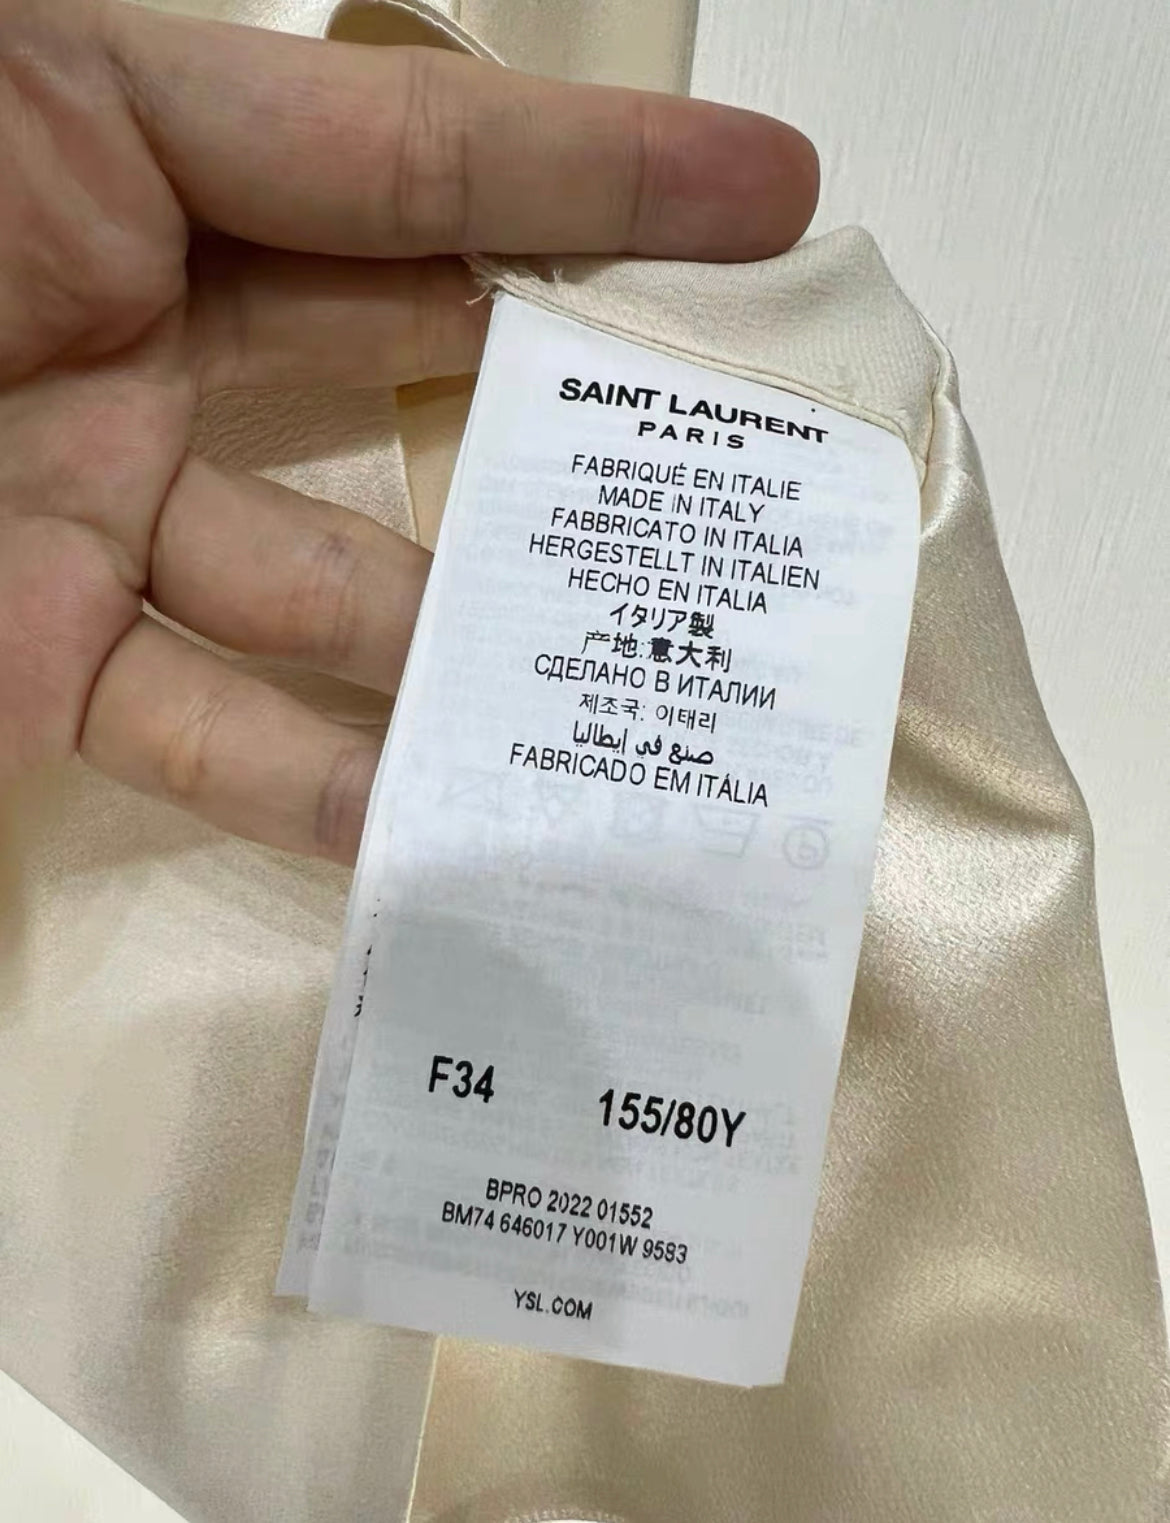 SAINT LAURENT
PARIS
FABRIQUÉ EN ITALIE
MADE IN ITALY
FABBRICATO IN ITALIA
HERGESTELLT IN ITALIEN
HECHO EN ITALIA
イタリア製
产地:意大利
СДЕЛАНО В ИТАЛИИ
제조국: 이태리
صنع في إيطاليا
FABRICADO EM ITÁLIA
F34 155/80Y
BPRO 2022 01552
BM74 646017 Y001W 9583
YSL.COM